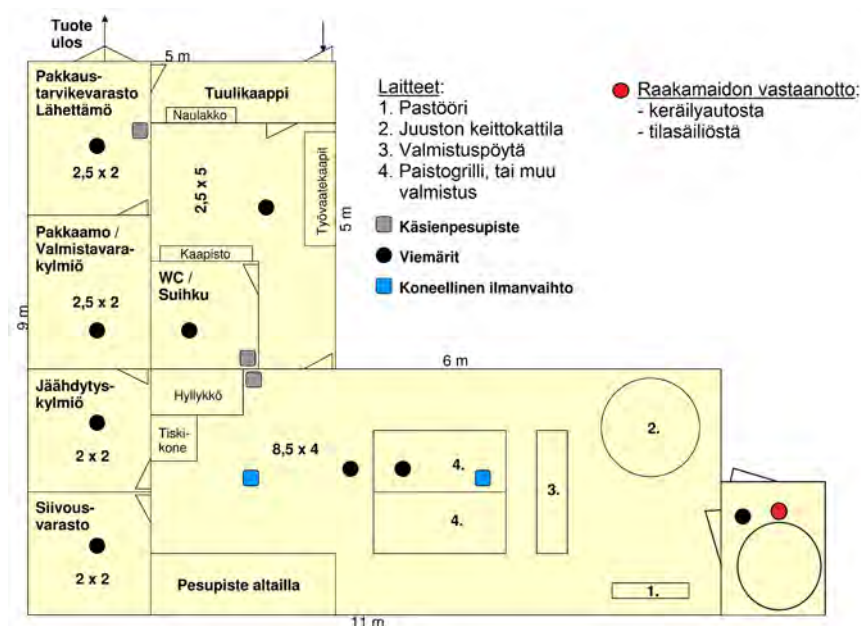 Tuote
ulos
5 m
Pakkaus-
tarvikevarasto
Lähettämö
2,5 x 2
Tuulikaappi
Naulakko
2,5 x 5
Työvaatekaapit
5 m
Kaapisto
Pakkaamo /
Valmistavara-
kylmiö
2,5 x 2
WC /
Suihku
9 m
Jäähdytys-
kylmiö
2 x 2
Siivous-
varasto
2 x 2
Hyllykkö
Tiski-
kone
8,5 x 4
6 m
4.
4.
3.
2.
1.
Pesupiste altailla
11 m
Laitteet:
1. Pastööri
2. Juuston keittokattila
3. Valmistuspöytä
4. Paistogrilli, tai muu
valmistus
Käsienpesupiste
Viemärit
Koneellinen ilmanvaihto
Raakamaidon vastaanotto:
- keräilyautosta
- tilasäiliöstä